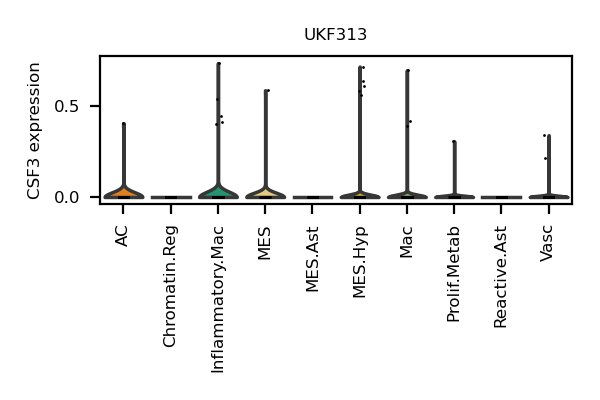 UKF313
CSF3 expression
0.5
0.0
AC
Chromatin.Reg
Inflammatory.Mac
MES
MES.Ast
MES.Hyp
Mac
Prolif.Metab
Reactive.Ast
Vasc